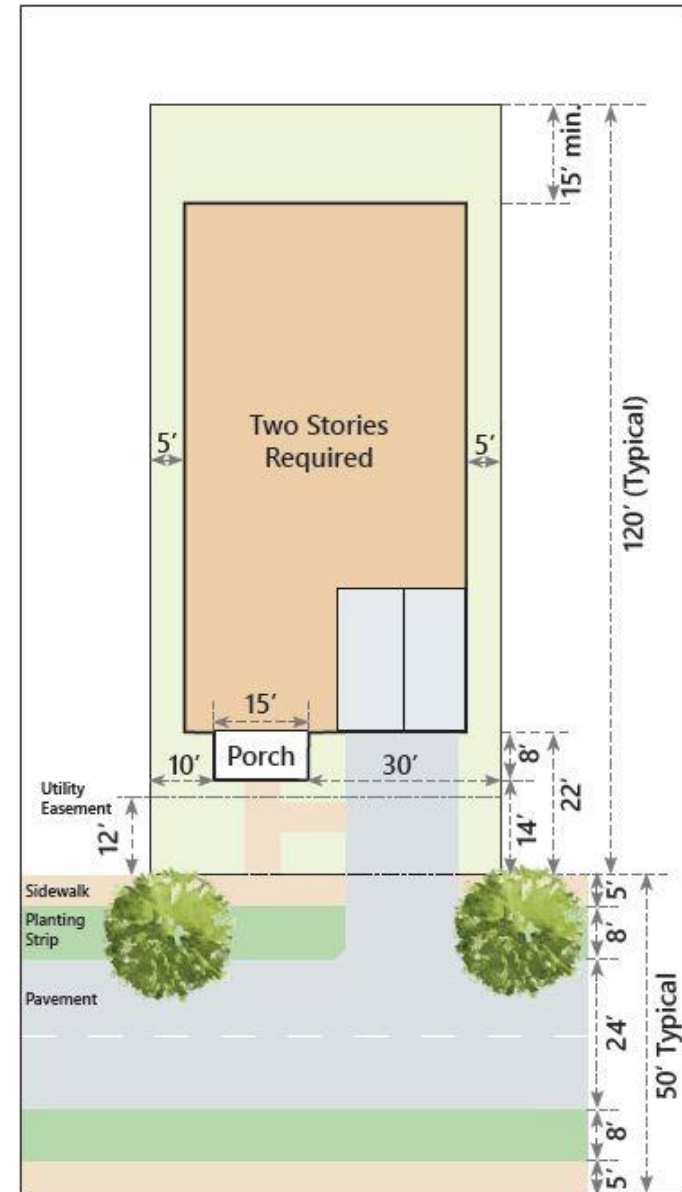 15’ min.
120’ (Typical)
5’
Two Stories
Required
5’
15’
Porch
8’
10’
30’
22’
Utility
Easement
12’
14’
Sidewalk
5’
Planting
Strip
8’
Pavement
24’
50’ Typical
8’
5’